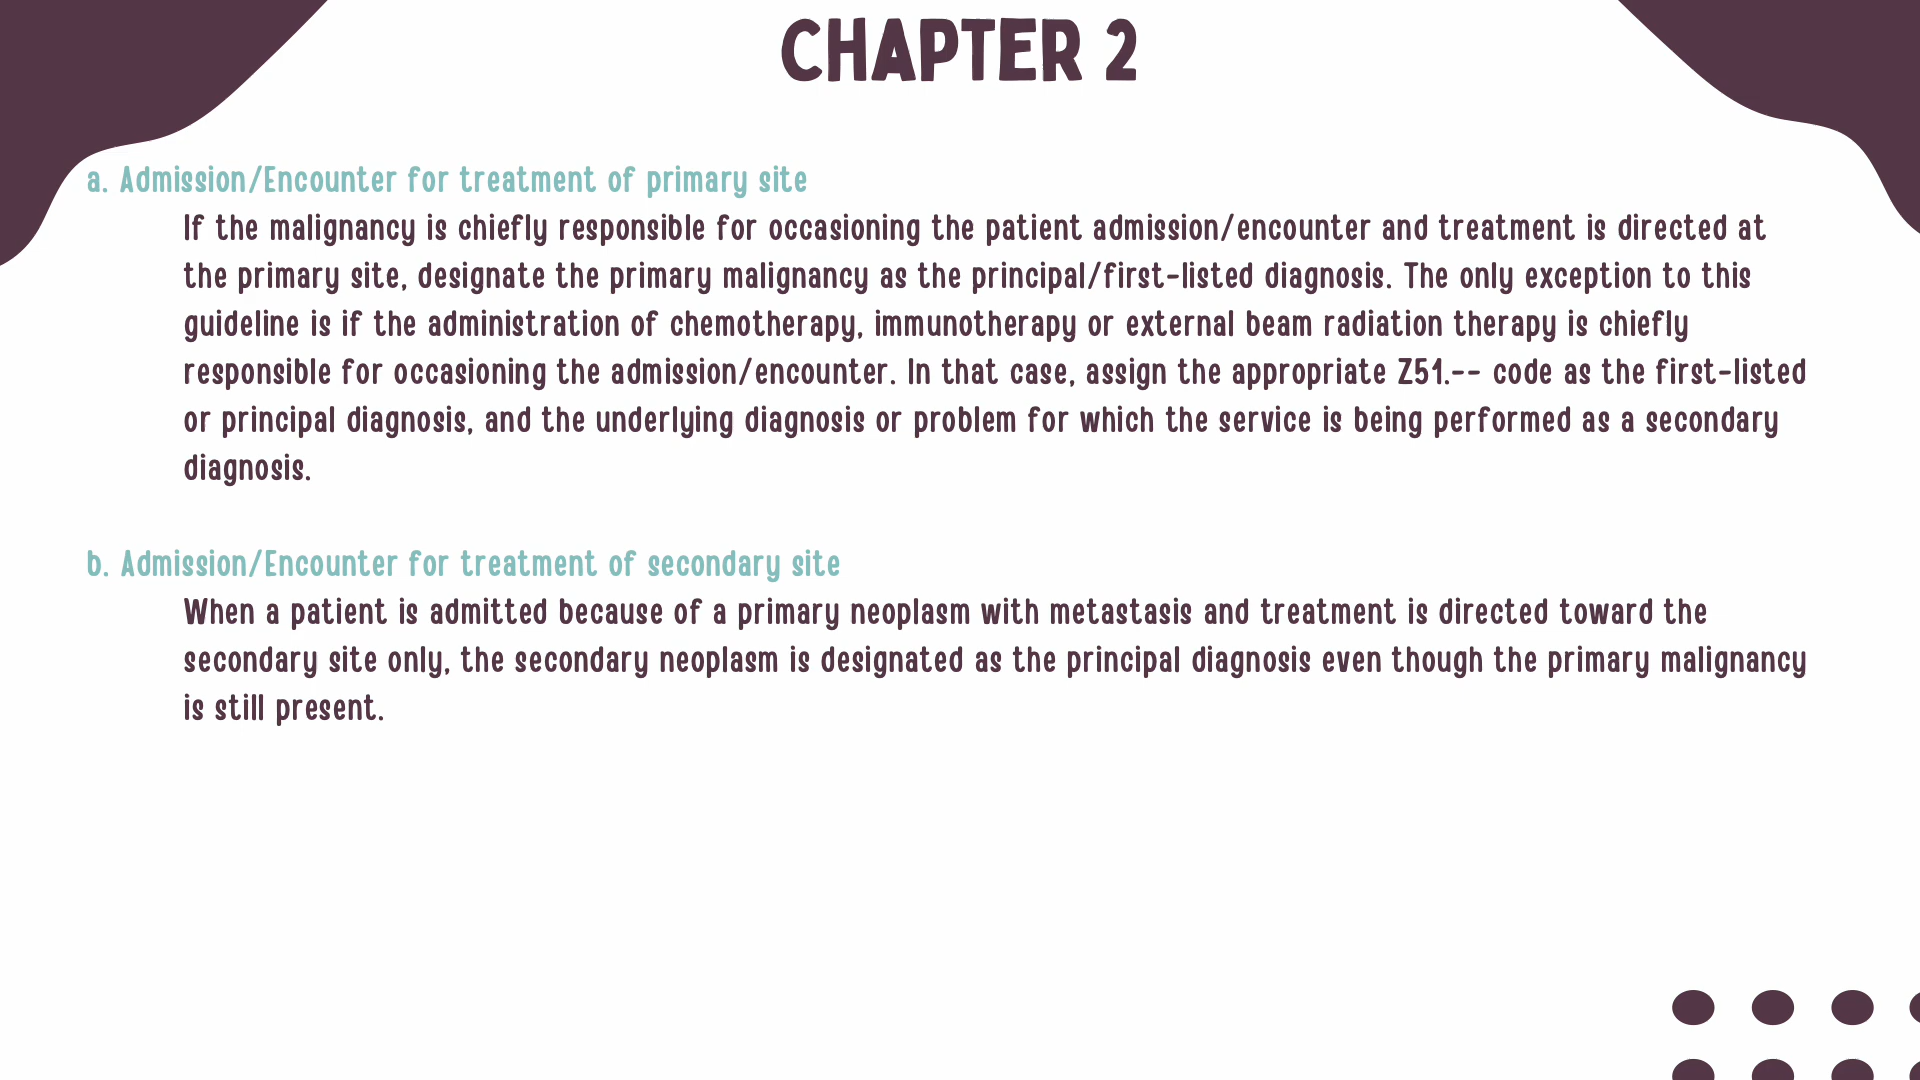 CHAPTER 2
a. Admission/Encounter for treatment of primary site
If the malignancy is chiefly responsible for occasioning the patient admission/encounter and treatment is directed at
the primary site, designate the primary malignancy as the principal/first-listed diagnosis. The only exception to this
guideline is if the administration of chemotherapy, immunotherapy or external beam radiation therapy is chiefly
responsible for occasioning the admission/encounter. In that case, assign the appropriate Z51.-- code as the first-listed
or principal diagnosis, and the underlying diagnosis or problem for which the service is being performed as a secondary
diagnosis.
b. Admission/Encounter for treatment of secondary site
When a patient is admitted because of a primary neoplasm with metastasis and treatment is directed toward the
secondary site only, the secondary neoplasm is designated as the principal diagnosis even though the primary malignancy
is still present.